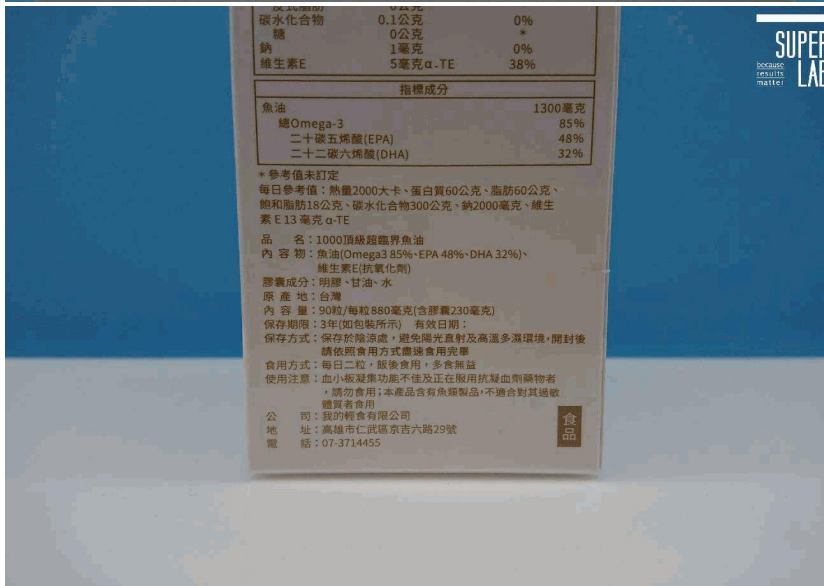 反式脂肪 0公克
碳水化合物 0.1公克 0%
糖 0公克 *
鈉 1毫克 0%
維生素E 5毫克α-TE 38%
指標成分
魚油 1300毫克
總Omega-3 85%
二十碳五烯酸(EPA) 48%
二十二碳六烯酸(DHA) 32%
*參考值未訂定
每日參考值：熱量2000大卡、蛋白質60公克、脂肪60公克、
飽和脂肪18公克、碳水化合物300公克、鈉2000毫克、維生
素E 13毫克 α-TE
品 名：1000頂級超臨界魚油
內 容 物：魚油(Omega3 85%、EPA 48%、DHA 32%)、
維生素E(抗氧化劑)
膠囊成分：明膠、甘油、水
原 產 地：台灣
內 容 量：90粒/每粒880毫克(含膠囊230毫克)
保存期限：3年(如包裝所示) 有效日期：
保存方式：保存於陰涼處，避免陽光直射及高溫多濕環境，開封後
請依照食用方式盡速食用完畢
食用方式：每日二粒，飯後食用，多食無益
使用注意：血小板凝集功能不佳及正在服用抗凝血劑藥物者
，請勿食用；本產品含有魚類製品，不適合對其過敏
體質者食用
公 司：我的輕食有限公司
地 址：高雄市仁武區京吉六路29號
電 話：07-3714455
食品
SUPER
LAB
because
results
matter